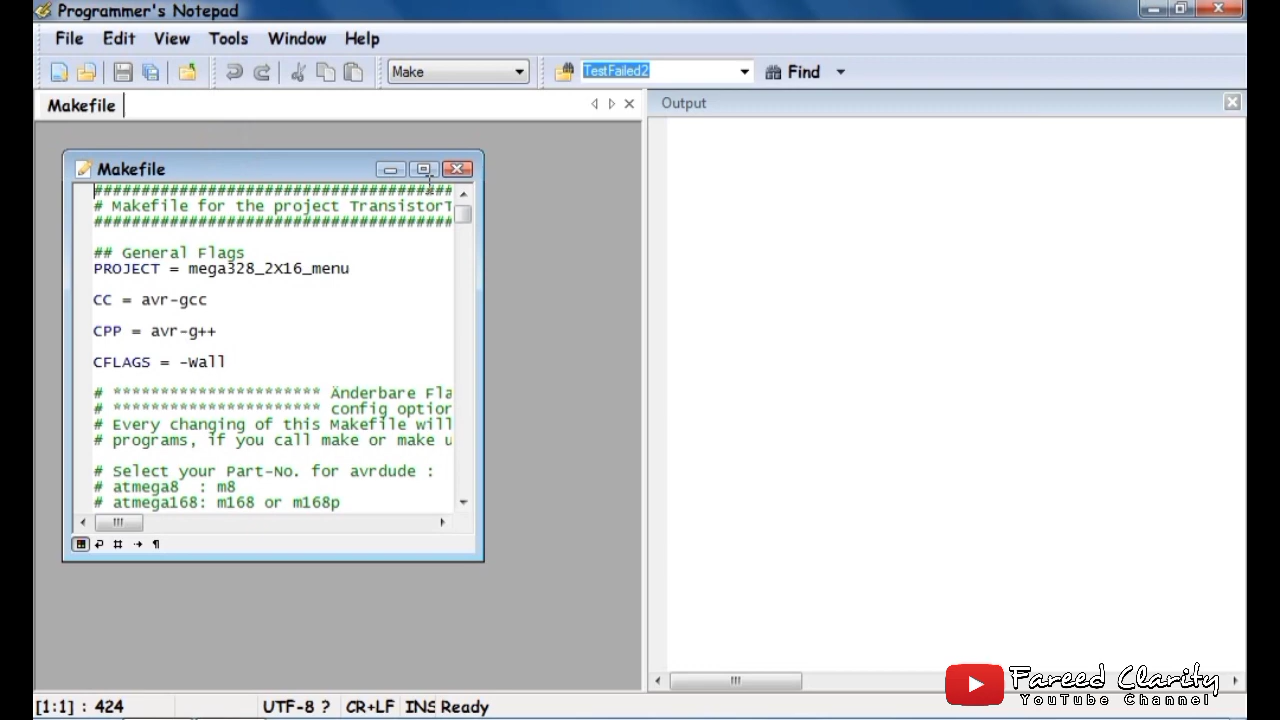 Programmer's Notepad
File Edit View Tools Window Help
Make TestFailed2 Find
Makefile
Output
Makefile
########################################
# Makefile for the project Transistor
########################################
## General Flags
PROJECT = mega328_2X16_menu
CC = avr-gcc
CPP = avr-g++
CFLAGS = -Wall
# ********************** Änderbare Fla
# ********************** config option
# Every changing of this Makefile will
# programs, if you call make or make u
# Select your Part-No. for avrdude :
# atmega8 : m8
# atmega168: m168 or m168p
[1:1] : 424 UTF-8 ? CR+LF INS Ready
Fareed Clarity
YouTube Channel